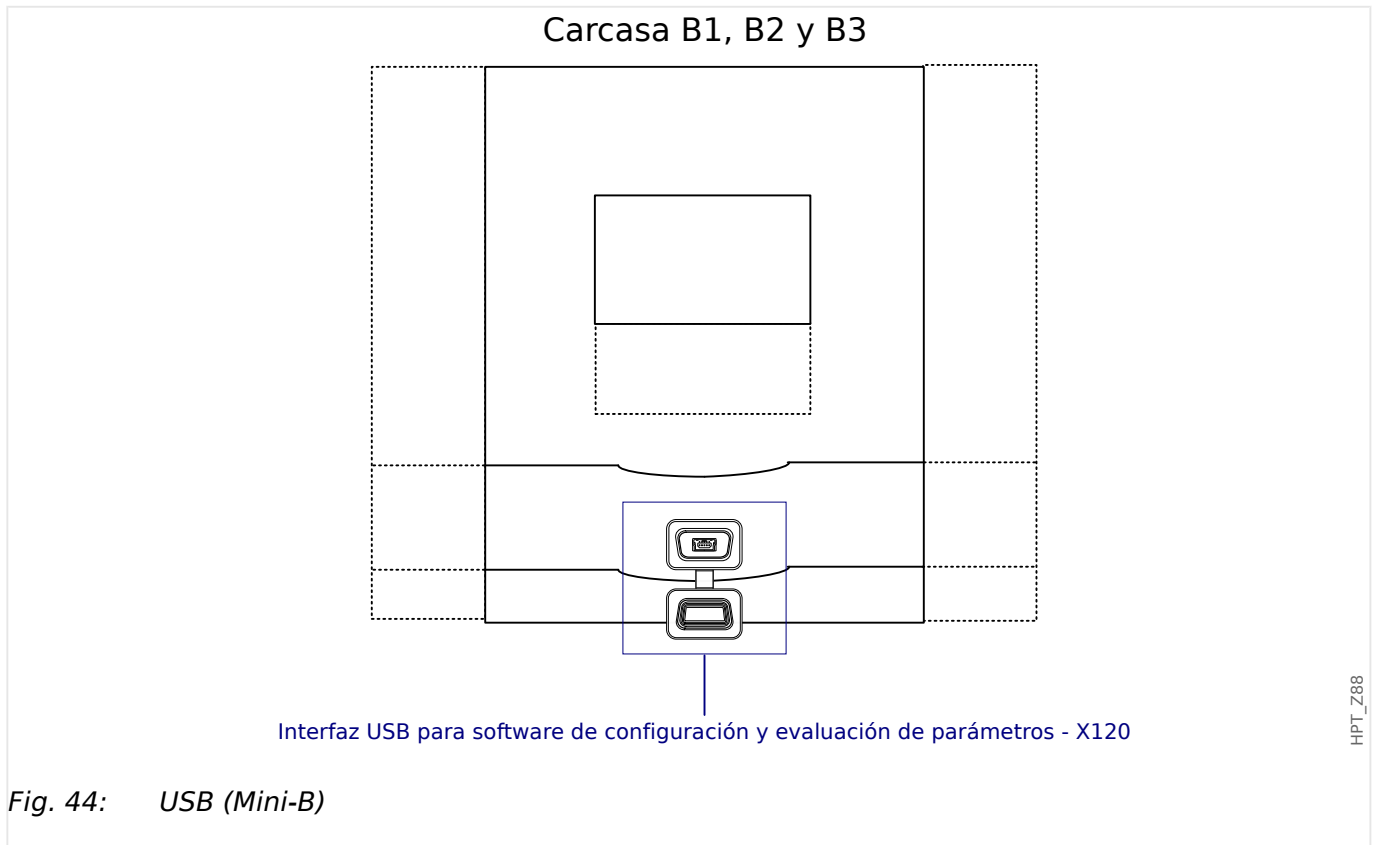 Carcasa B1, B2 y B3
Interfaz USB para software de configuración y evaluación de parámetros - X120
HPT_Z88
Fig. 44: USB (Mini-B)